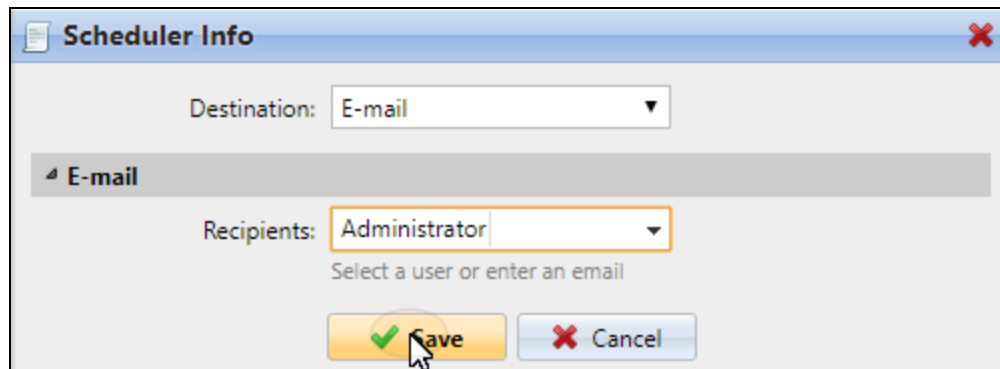 Scheduler Info
Destination: E-mail
E-mail
Recipients: Administrator
Select a user or enter an email
Save Cancel